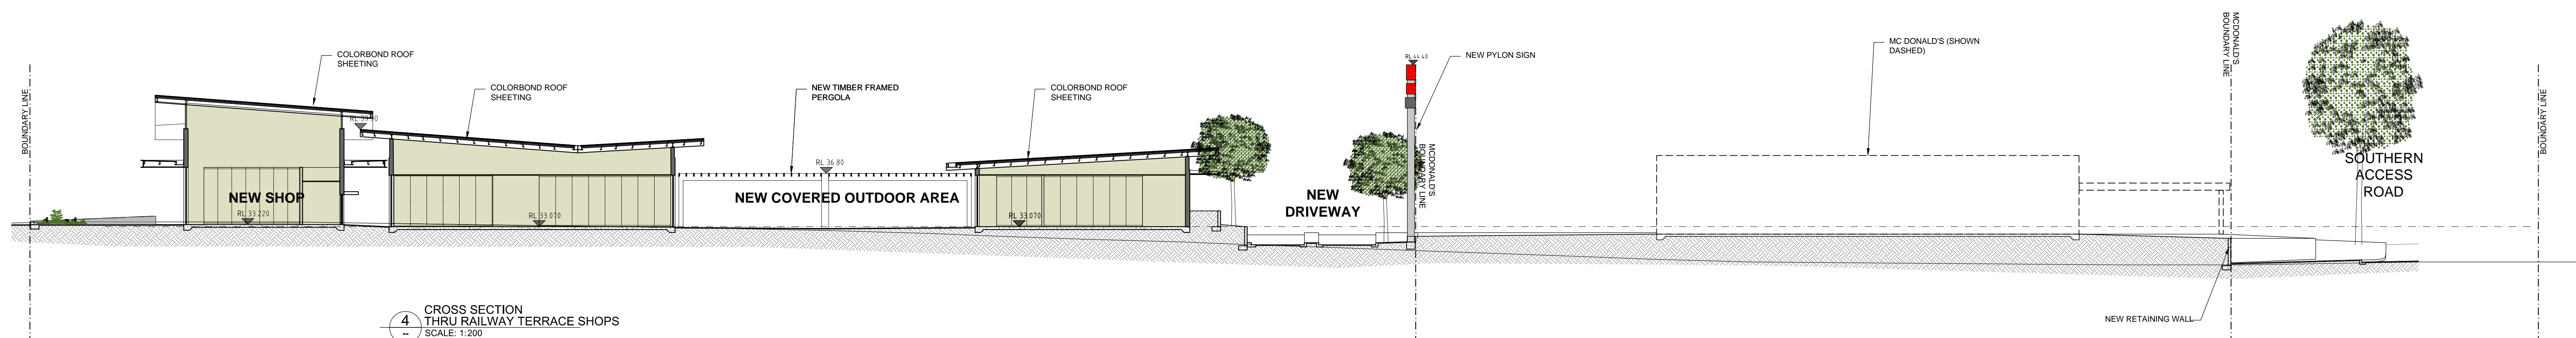 BOUNDARY LINE
COLORBOND ROOF
SHEETING
COLORBOND ROOF
SHEETING
NEW TIMBER FRAMED
PERGOLA
COLORBOND ROOF
SHEETING
RL 44.40
NEW PYLON SIGN
MC DONALD'S (SHOWN
DASHED)
MCDONALD'S
BOUNDARY LINE
BOUNDARY LINE
RL 36.80
NEW SHOP
RL 33.220
RL 33.070
NEW COVERED OUTDOOR AREA
RL 33.070
NEW
DRIVEWAY
MCDONALD'S
BOUNDARY LINE
SOUTHERN
ACCESS
ROAD
NEW RETAINING WALL
4
--
CROSS SECTION
THRU RAILWAY TERRACE SHOPS
SCALE: 1:200